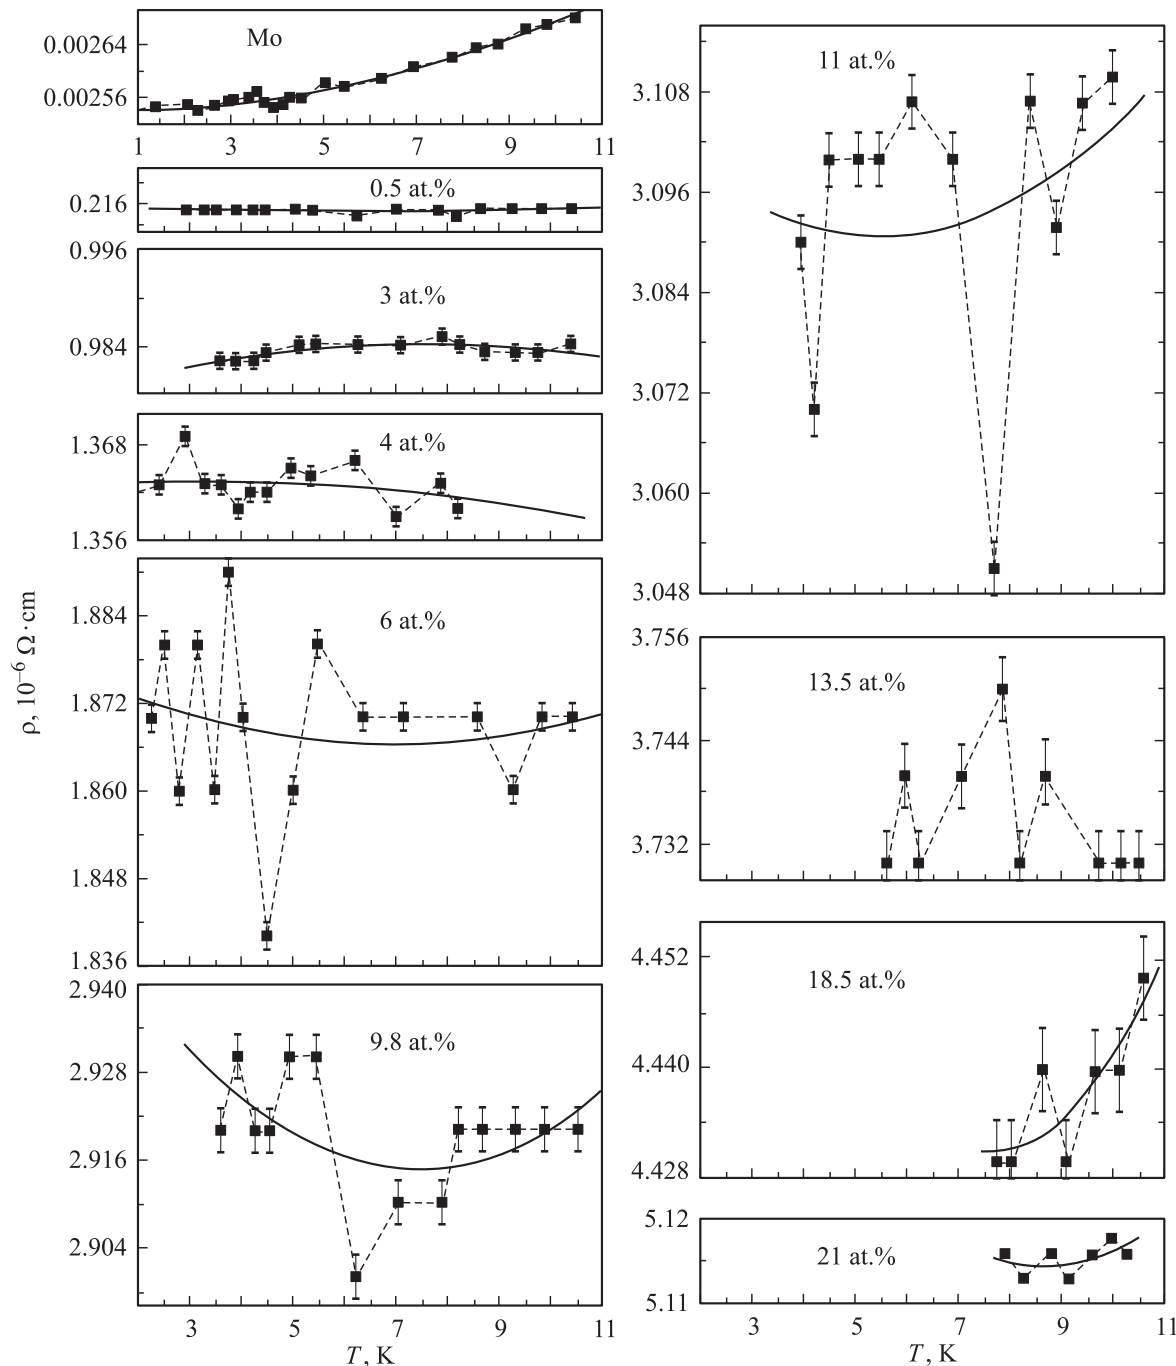 Mo
0.00264
0.00256
1 3 5 7 9 11
0.5 at.%
0.216
0.996
3 at.%
0.984
4 at.%
1.368
1.356
6 at.%
1.884
1.872
1.860
1.848
1.836
ρ, 10⁻⁶ Ω·cm
2.940
9.8 at.%
2.928
2.916
2.904
3 5 7 9 11
T, K
11 at.%
3.108
3.096
3.084
3.072
3.060
3.048
3.756
13.5 at.%
3.744
3.732
4.452
18.5 at.%
4.440
4.428
5.12
21 at.%
5.11
3 5 7 9 11
T, K